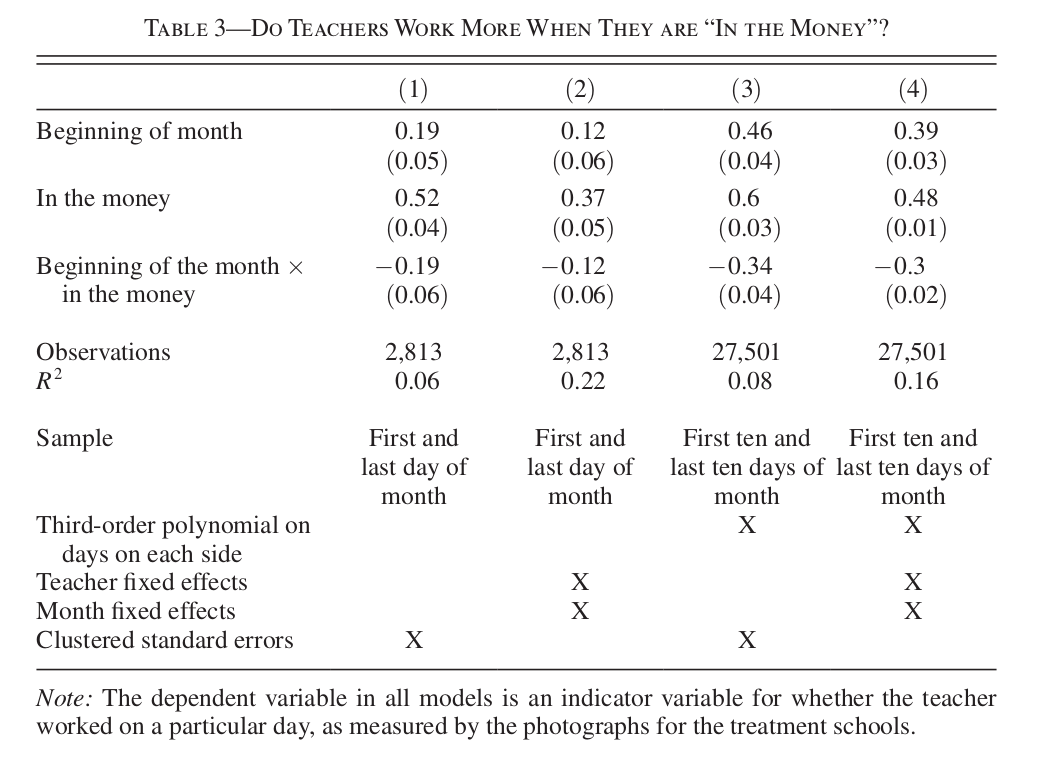 TABLE 3—DO TEACHERS WORK MORE WHEN THEY ARE “IN THE MONEY”?
(1) (2) (3) (4)
Beginning of month 0.19 0.12 0.46 0.39
(0.05) (0.06) (0.04) (0.03)
In the money 0.52 0.37 0.6 0.48
(0.04) (0.05) (0.03) (0.01)
Beginning of the month × −0.19 −0.12 −0.34 −0.3
in the money (0.06) (0.06) (0.04) (0.02)
Observations 2,813 2,813 27,501 27,501
R² 0.06 0.22 0.08 0.16
Sample First and First and First ten and First ten and
last day of last day of last ten days of last ten days of
month month month month
Third-order polynomial on X X
days on each side
Teacher fixed effects X X
Month fixed effects X X
Clustered standard errors X X
Note: The dependent variable in all models is an indicator variable for whether the teacher
worked on a particular day, as measured by the photographs for the treatment schools.